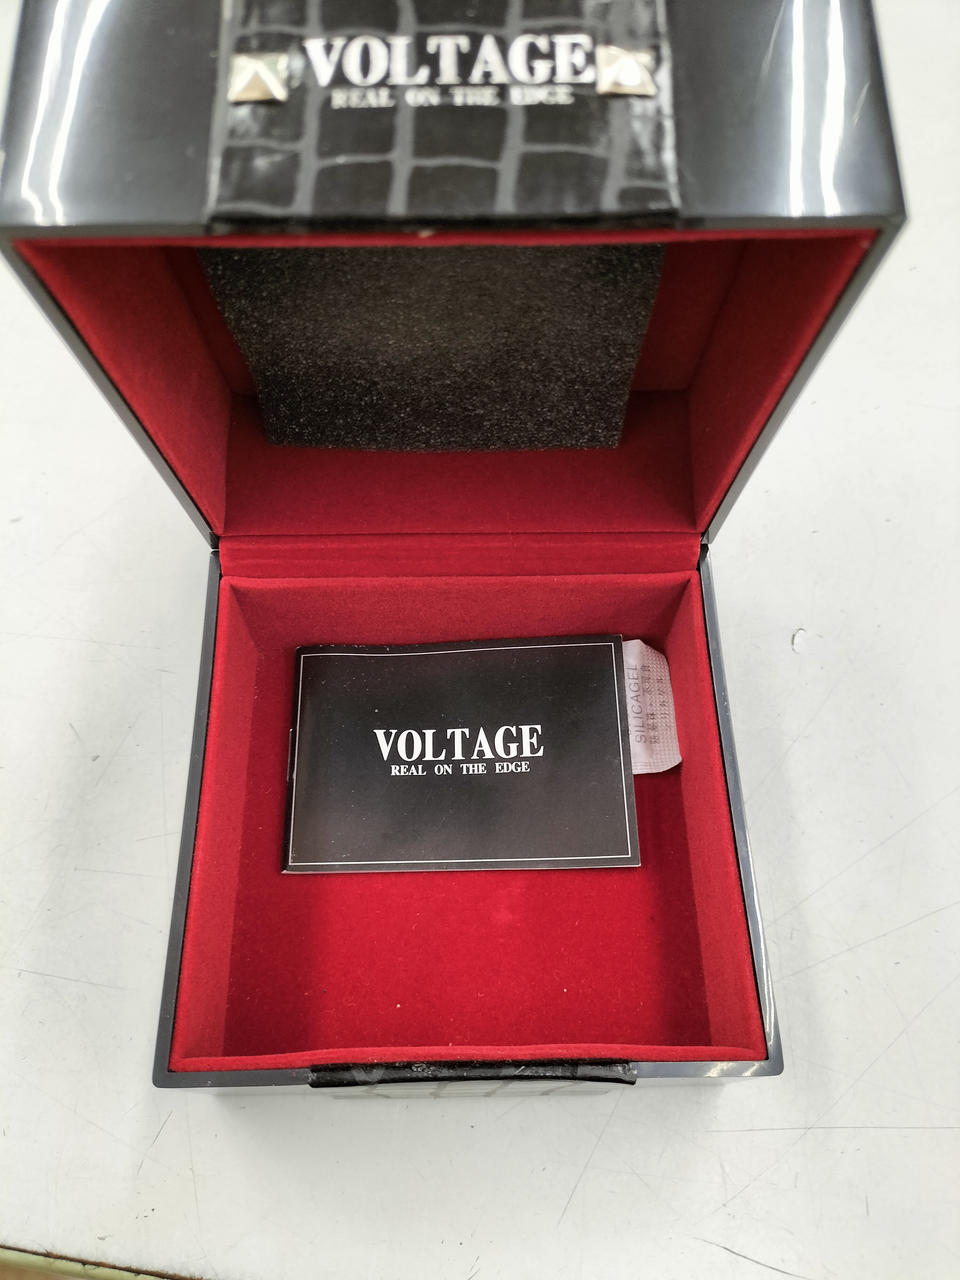 VOLTAGE
REAL ON THE EDGE
VOLTAGE
REAL ON THE EDGE
SILICAGEL